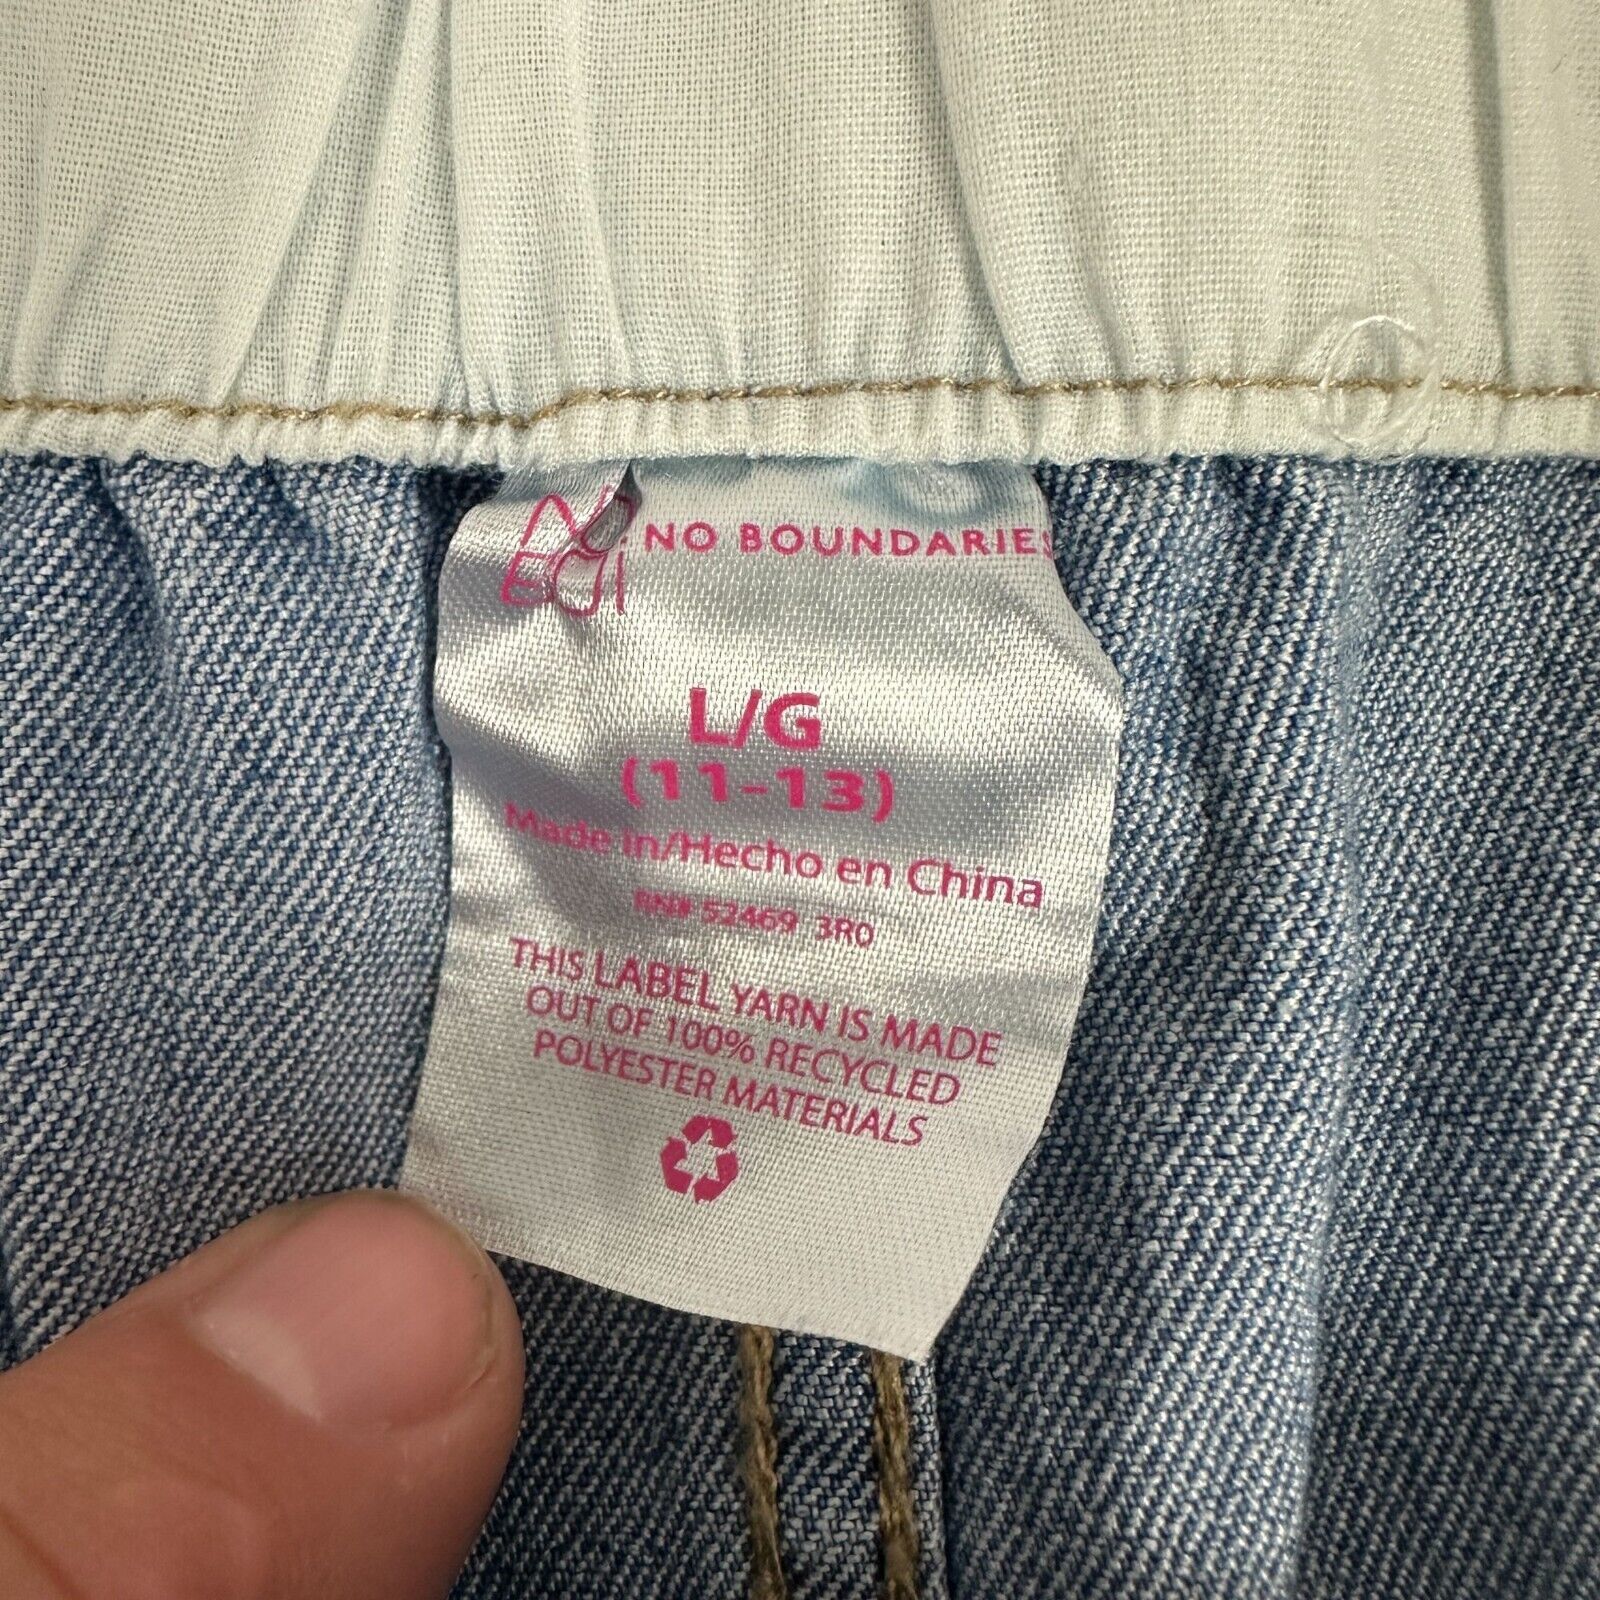 NO BOUNDARIES
L/G
(11-13)
Made in/Hecho en China
RN# 52469 3R0
THIS LABEL YARN IS MADE
OUT OF 100% RECYCLED
POLYESTER MATERIALS